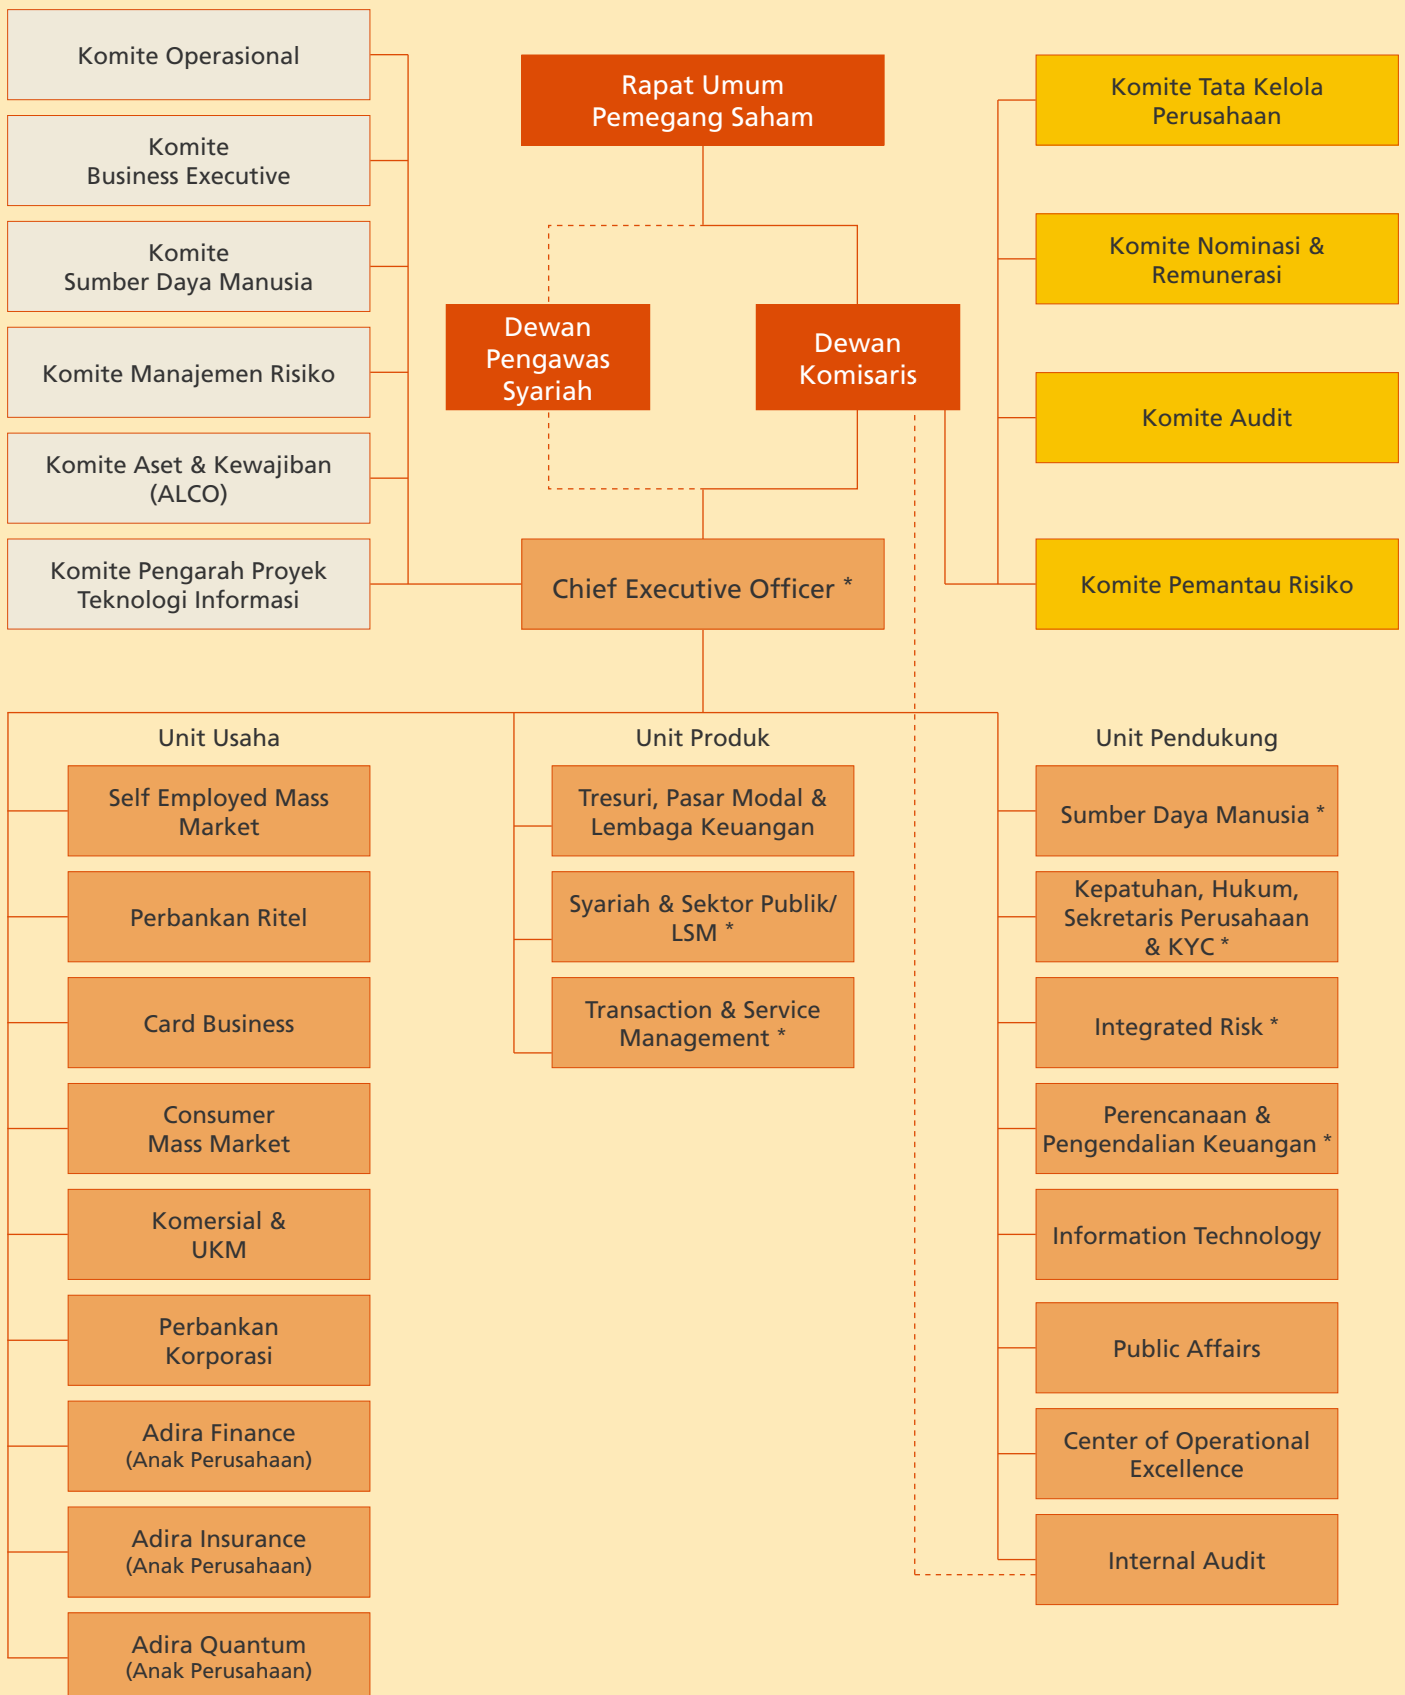 Komite Operasional
Komite
Business Executive
Komite
Sumber Daya Manusia
Komite Manajemen Risiko
Komite Aset & Kewajiban
(ALCO)
Komite Pengarah Proyek
Teknologi Informasi
Rapat Umum
Pemegang Saham
Dewan
Pengawas
Syariah
Dewan
Komisaris
Chief Executive Officer *
Komite Tata Kelola
Perusahaan
Komite Nominasi &
Remunerasi
Komite Audit
Komite Pemantau Risiko
Unit Usaha
Self Employed Mass
Market
Perbankan Ritel
Card Business
Consumer
Mass Market
Komersial &
UKM
Perbankan
Korporasi
Adira Finance
(Anak Perusahaan)
Adira Insurance
(Anak Perusahaan)
Adira Quantum
(Anak Perusahaan)
Unit Produk
Tresuri, Pasar Modal &
Lembaga Keuangan
Syariah & Sektor Publik/
LSM *
Transaction & Service
Management *
Unit Pendukung
Sumber Daya Manusia *
Kepatuhan, Hukum,
Sekretaris Perusahaan
& KYC *
Integrated Risk *
Perencanaan &
Pengendalian Keuangan *
Information Technology
Public Affairs
Center of Operational
Excellence
Internal Audit